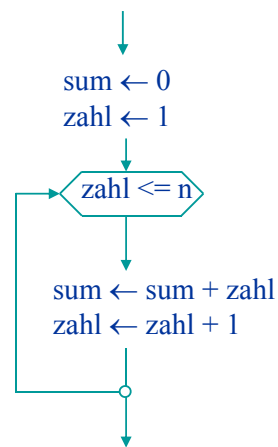 sum ← 0
zahl ← 1
zahl <= n
sum ← sum + zahl
zahl ← zahl + 1